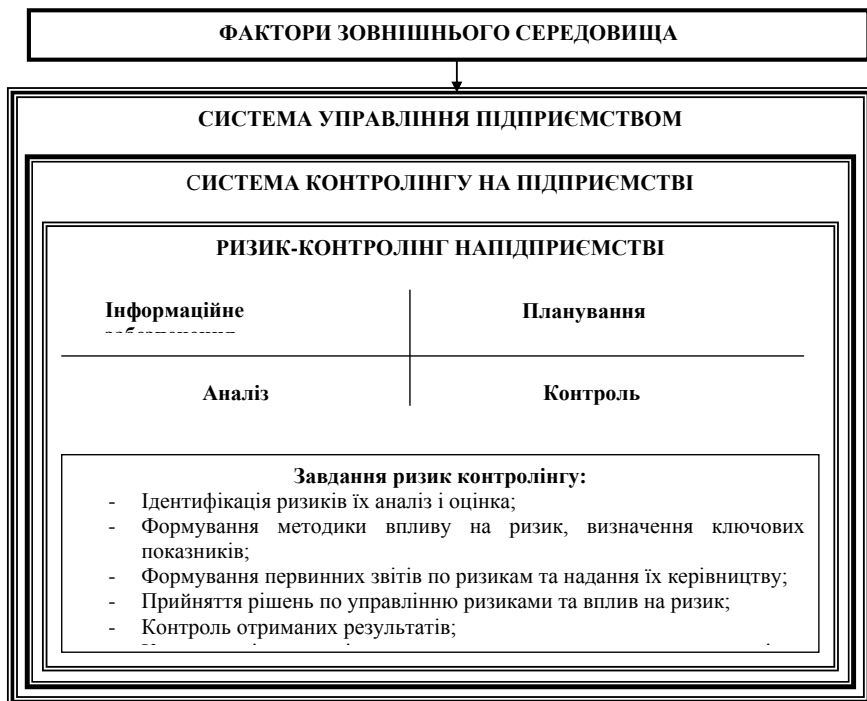 ФАКТОРИ ЗОВНІШНЬОГО СЕРЕДОВИЩА
СИСТЕМА УПРАВЛІННЯ ПІДПРИЄМСТВОМ
СИСТЕМА КОНТРОЛІНГУ НА ПІДПРИЄМСТВІ
РИЗИК-КОНТРОЛІНГ НАПІДПРИЄМСТВІ
Інформаційне
Планування
Аналіз
Контроль
Завдання ризик контролінгу:
- Ідентифікація ризиків їх аналіз і оцінка;
- Формування методики впливу на ризик, визначення ключових
показників;
- Формування первинних звітів по ризикам та надання їх керівництву;
- Прийняття рішень по управлінню ризиками та вплив на ризик;
- Контроль отриманих результатів;